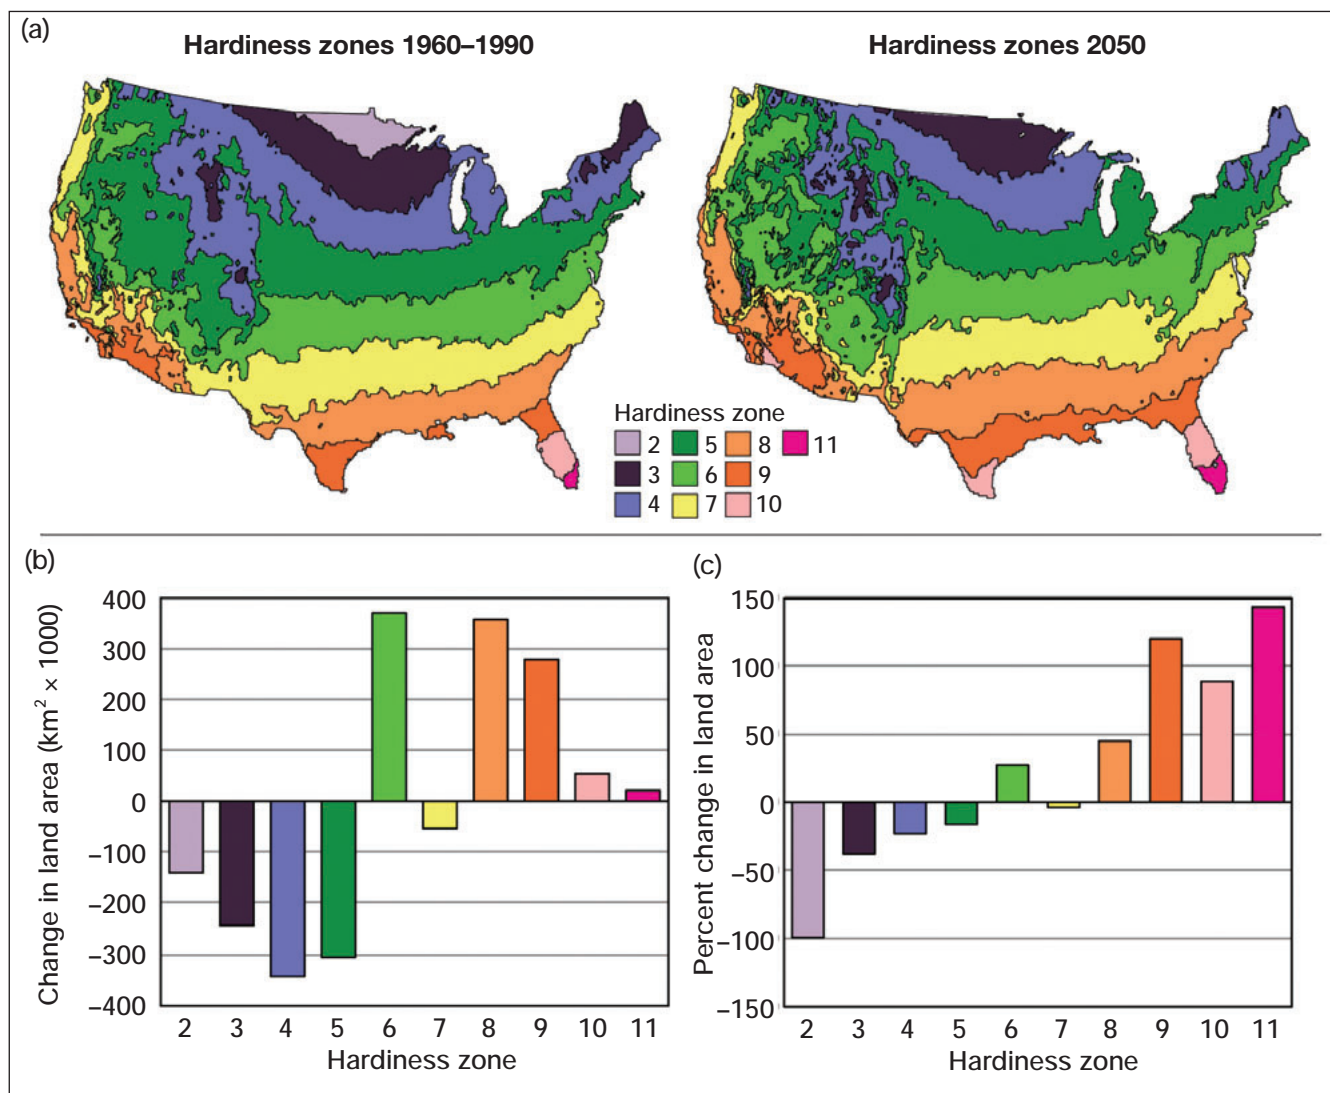 (a)
Hardiness zones 1960–1990
Hardiness zones 2050
Hardiness zone
2 5 8 11
3 6 9
4 7 10
(b)
Change in land area (km² × 1000)
400
300
200
100
0
–100
–200
–300
–400
2 3 4 5 6 7 8 9 10 11
Hardiness zone
(c)
Percent change in land area
150
100
50
0
–50
–100
–150
2 3 4 5 6 7 8 9 10 11
Hardiness zone